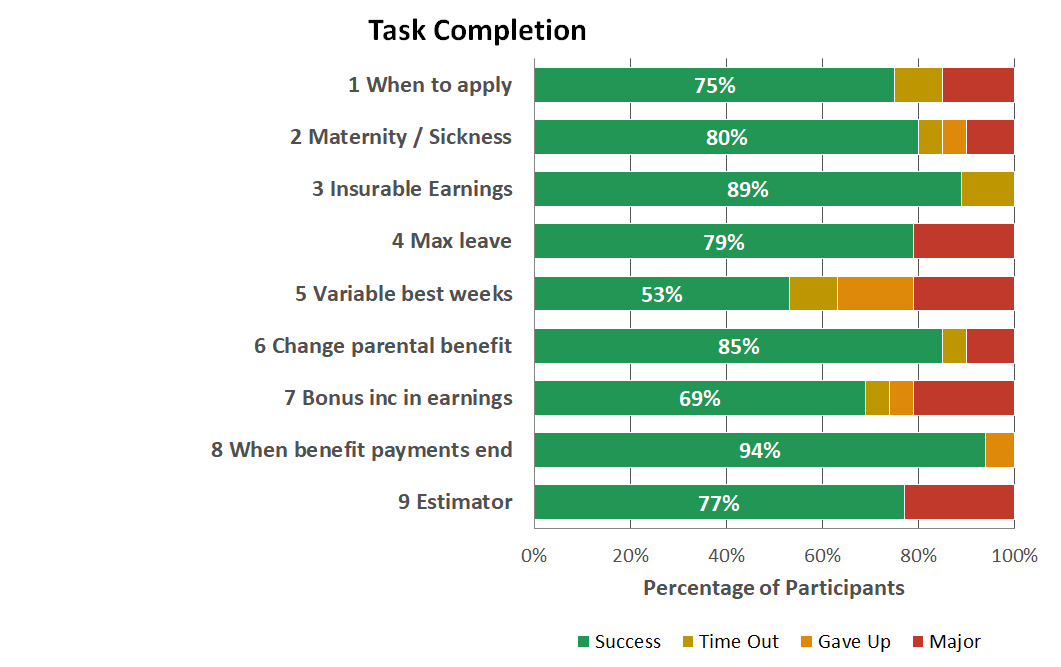 Task Completion
1 When to apply 75%
2 Maternity / Sickness 80%
3 Insurable Earnings 89%
4 Max leave 79%
5 Variable best weeks 53%
6 Change parental benefit 85%
7 Bonus inc in earnings 69%
8 When benefit payments end 94%
9 Estimator 77%
0% 20% 40% 60% 80% 100%
Percentage of Participants
Success Time Out Gave Up Major